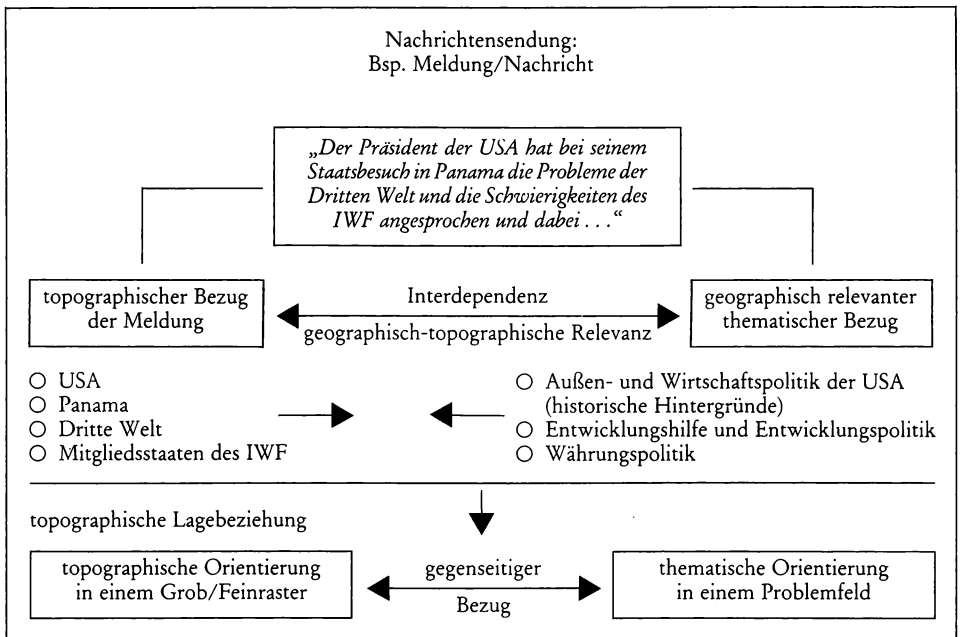 Nachrichtensendung:
Bsp. Meldung/Nachricht
„Der Präsident der USA hat bei seinem
Staatsbesuch in Panama die Probleme der
Dritten Welt und die Schwierigkeiten des
IWF angesprochen und dabei . . .“
topographischer Bezug
der Meldung
Interdependenz
geographisch-topographische Relevanz
geographisch relevanter
thematischer Bezug
○ USA
○ Panama
○ Dritte Welt
○ Mitgliedsstaaten des IWF
○ Außen- und Wirtschaftspolitik der USA
(historische Hintergründe)
○ Entwicklungshilfe und Entwicklungspolitik
○ Währungspolitik
topographische Lagebeziehung
topographische Orientierung
in einem Grob/Feinraster
gegenseitiger
Bezug
thematische Orientierung
in einem Problemfeld